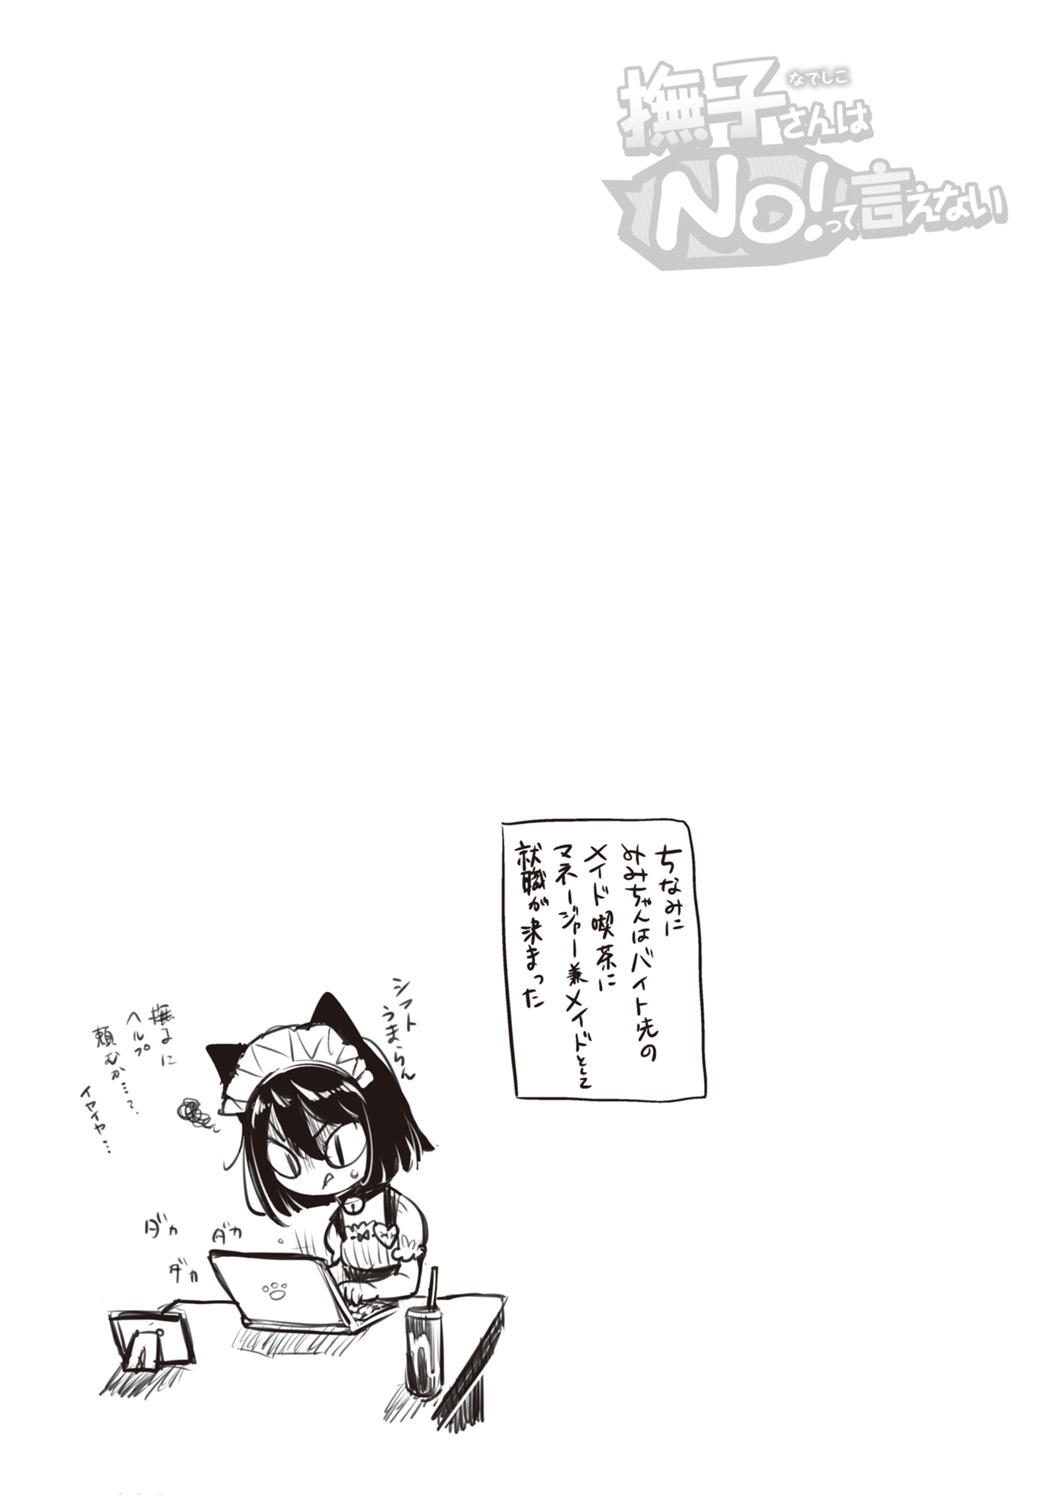 撫子さんは
なでしこ
NO!って言えない
ちなみに
みみちゃんはバイト先の
メイド喫茶に
マネージャー兼メイドとして
就職が決まった
シフト
うまらん
撫子に
ヘルプ
頼むか…?
イヤイヤ…
ダカ
ダカ
ダカ